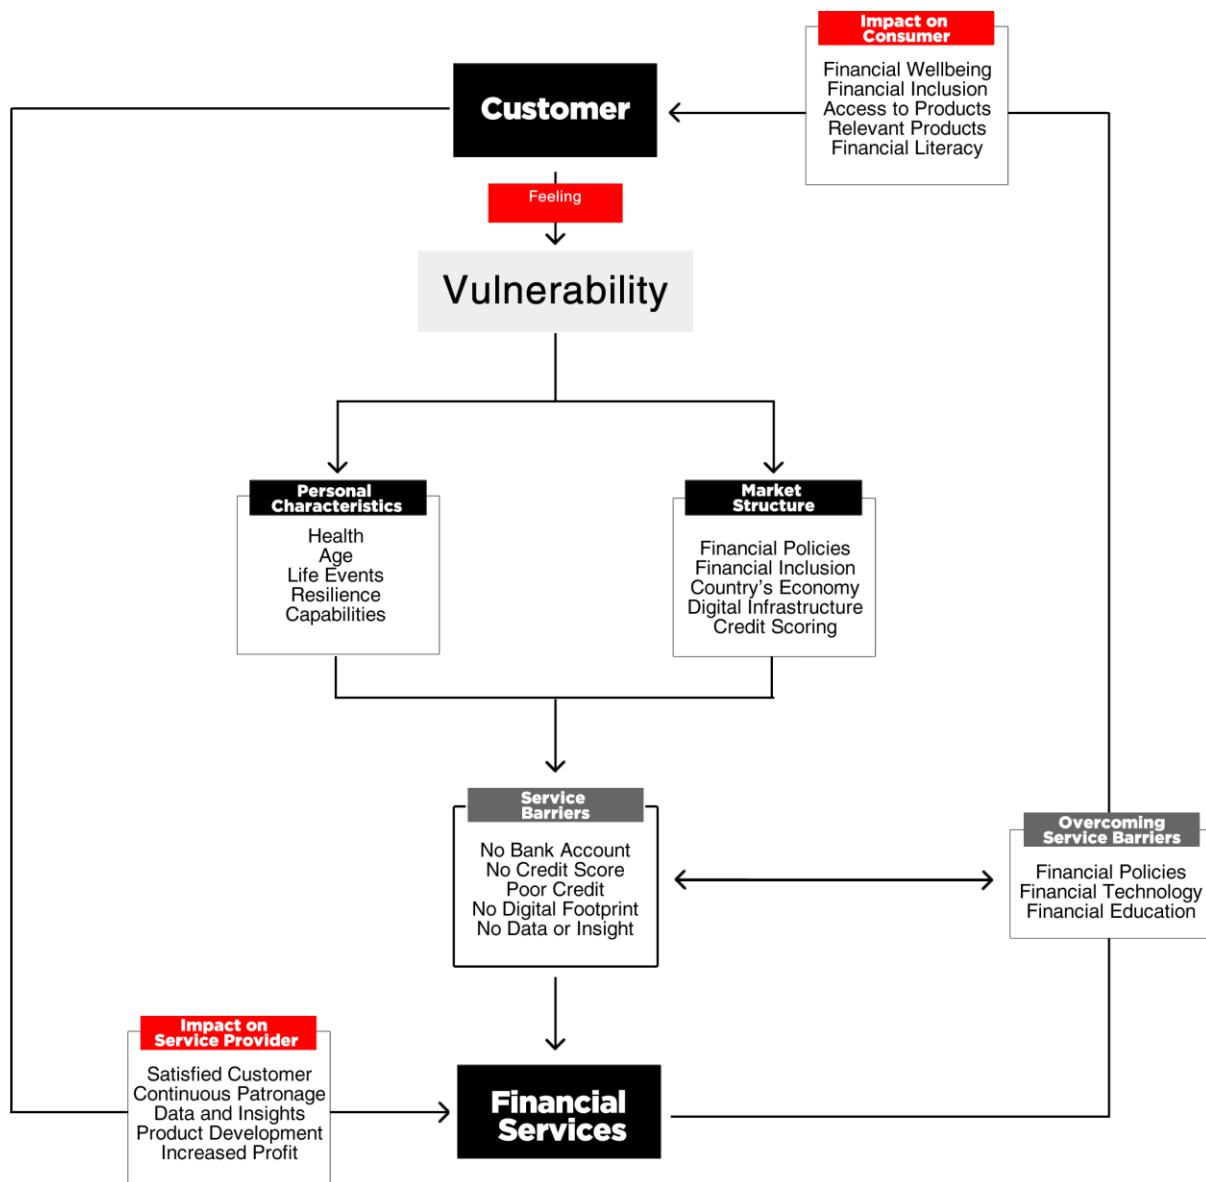 Impact on
Consumer
Financial Wellbeing
Financial Inclusion
Access to Products
Relevant Products
Financial Literacy
Customer
Feeling
Vulnerability
Personal
Characteristics
Health
Age
Life Events
Resilience
Capabilities
Market
Structure
Financial Policies
Financial Inclusion
Country's Economy
Digital Infrastructure
Credit Scoring
Service
Barriers
No Bank Account
No Credit Score
Poor Credit
No Digital Footprint
No Data or Insight
Overcoming
Service Barriers
Financial Policies
Financial Technology
Financial Education
Impact on
Service Provider
Satisfied Customer
Continuous Patronage
Data and Insights
Product Development
Increased Profit
Financial
Services